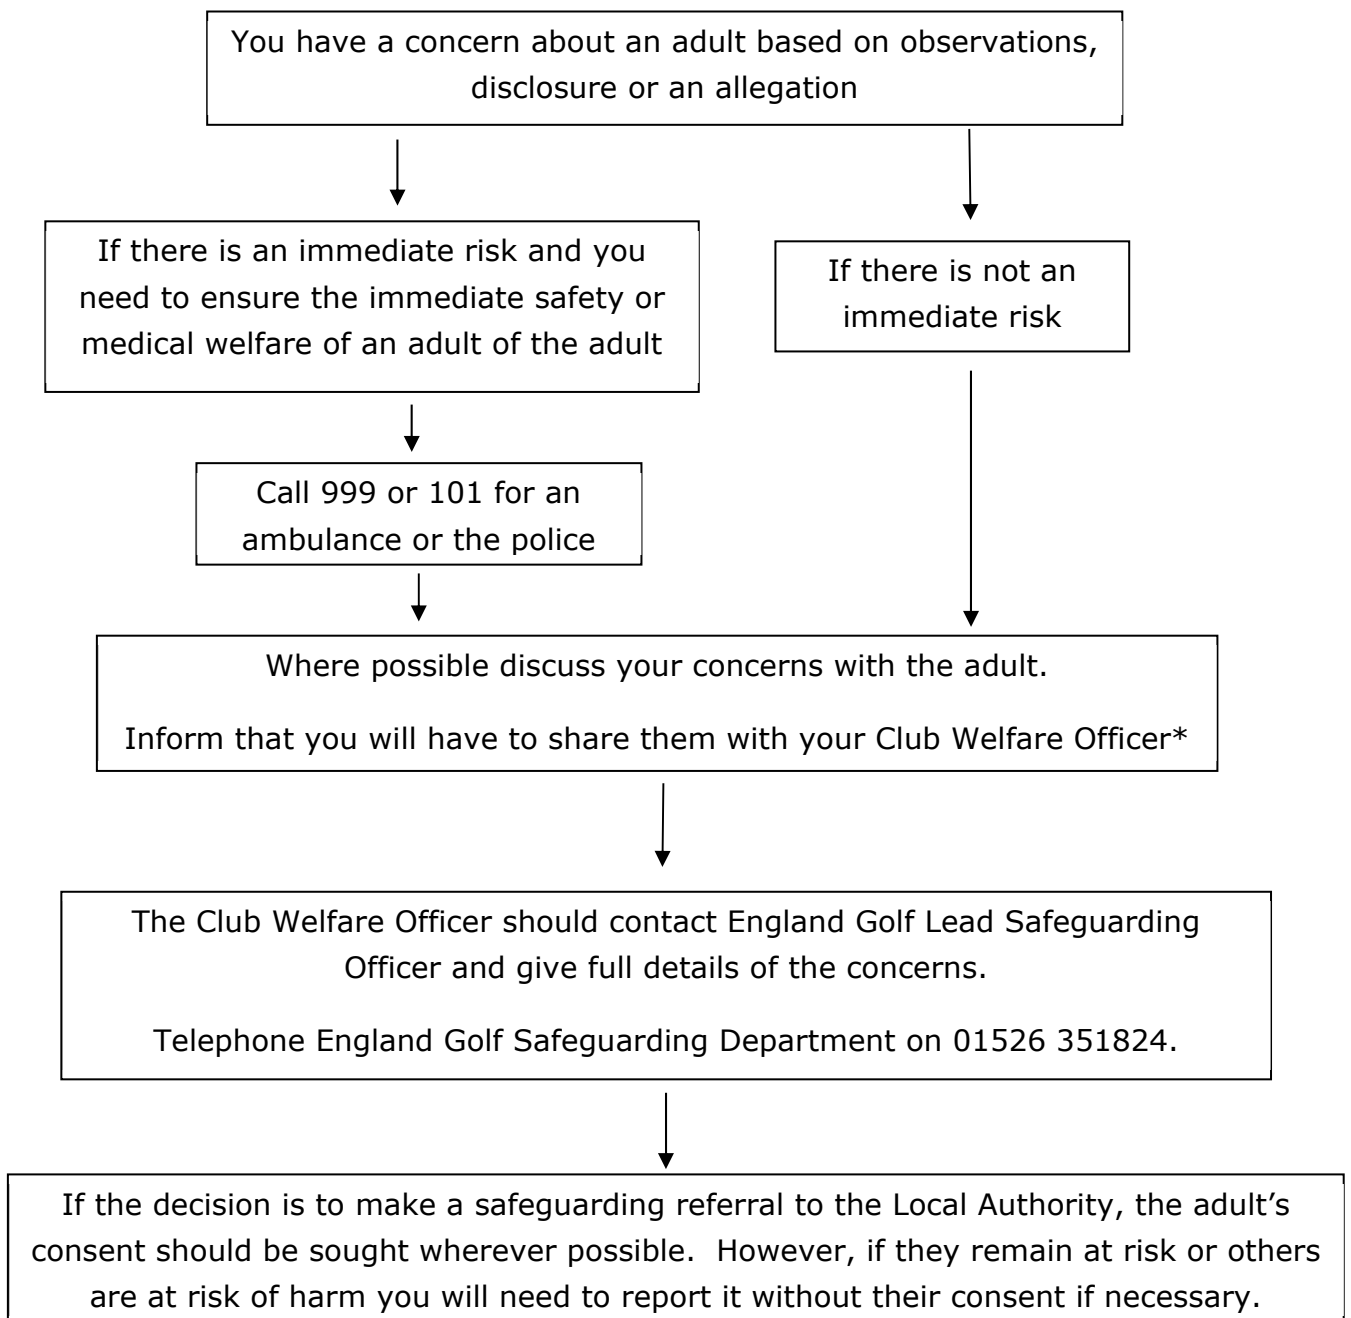 You have a concern about an adult based on observations,
disclosure or an allegation
If there is an immediate risk and you
need to ensure the immediate safety or
medical welfare of an adult of the adult
If there is not an
immediate risk
Call 999 or 101 for an
ambulance or the police
Where possible discuss your concerns with the adult.
Inform that you will have to share them with your Club Welfare Officer*
The Club Welfare Officer should contact England Golf Lead Safeguarding
Officer and give full details of the concerns.
Telephone England Golf Safeguarding Department on 01526 351824.
If the decision is to make a safeguarding referral to the Local Authority, the adult’s
consent should be sought wherever possible.  However, if they remain at risk or others
are at risk of harm you will need to report it without their consent if necessary.